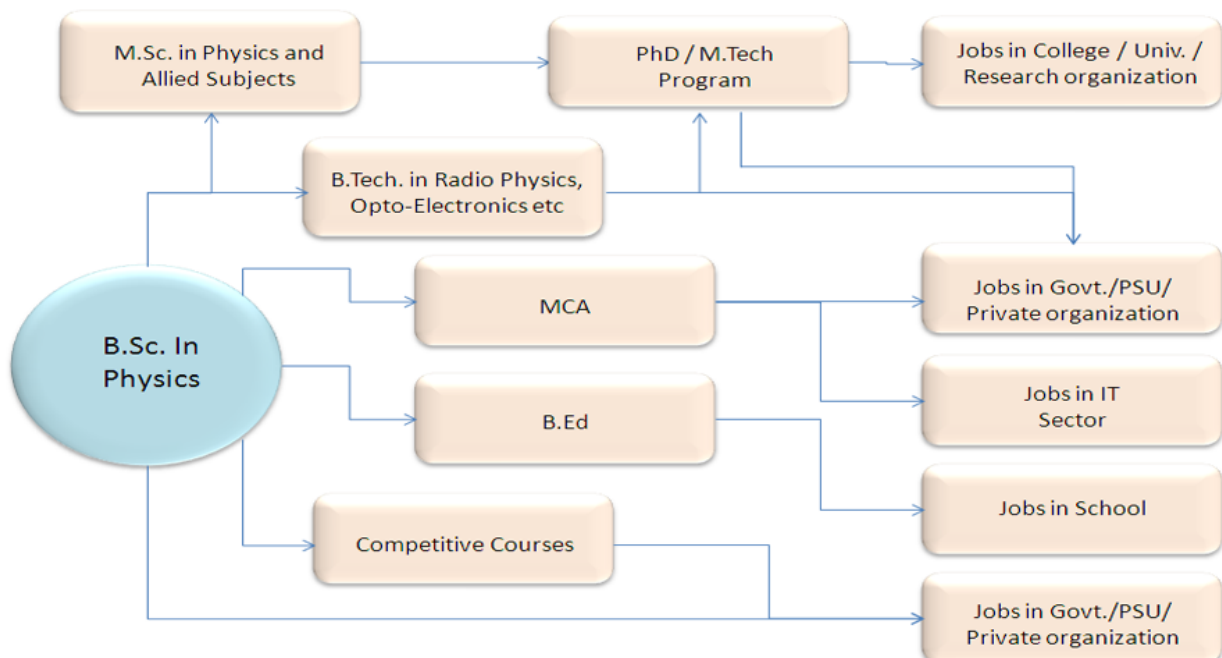 M.Sc. in Physics and
Allied Subjects
PhD / M.Tech
Program
Jobs in College / Univ. /
Research organization
B.Tech. in Radio Physics,
Opto-Electronics etc
MCA
Jobs in Govt./PSU/
Private organization
B.Sc. In
Physics
Jobs in IT
Sector
B.Ed
Jobs in School
Competitive Courses
Jobs in Govt./PSU/
Private organization